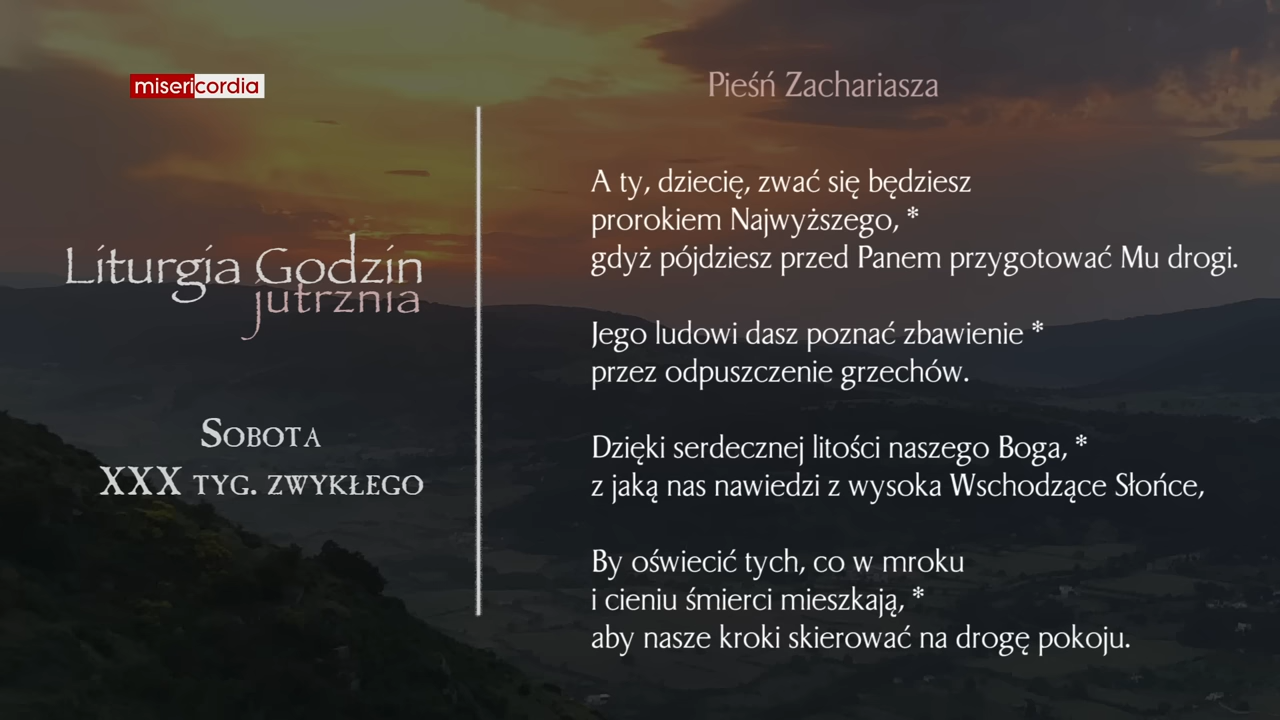 misericordia
Liturgia Godzin
jutrznia
Sobota
XXX tyg. zwykłego
Pieśń Zachariasza
A ty, dziecię, zwać się będziesz
prorokiem Najwyższego, *
gdyż pójdziesz przed Panem przygotować Mu drogi.
Jego ludowi dasz poznać zbawienie *
przez odpuszczenie grzechów.
Dzięki serdecznej litości naszego Boga, *
z jaką nas nawiedzi z wysoka Wschodzące Słońce,
By oświecić tych, co w mroku
i cieniu śmierci mieszkają, *
aby nasze kroki skierować na drogę pokoju.